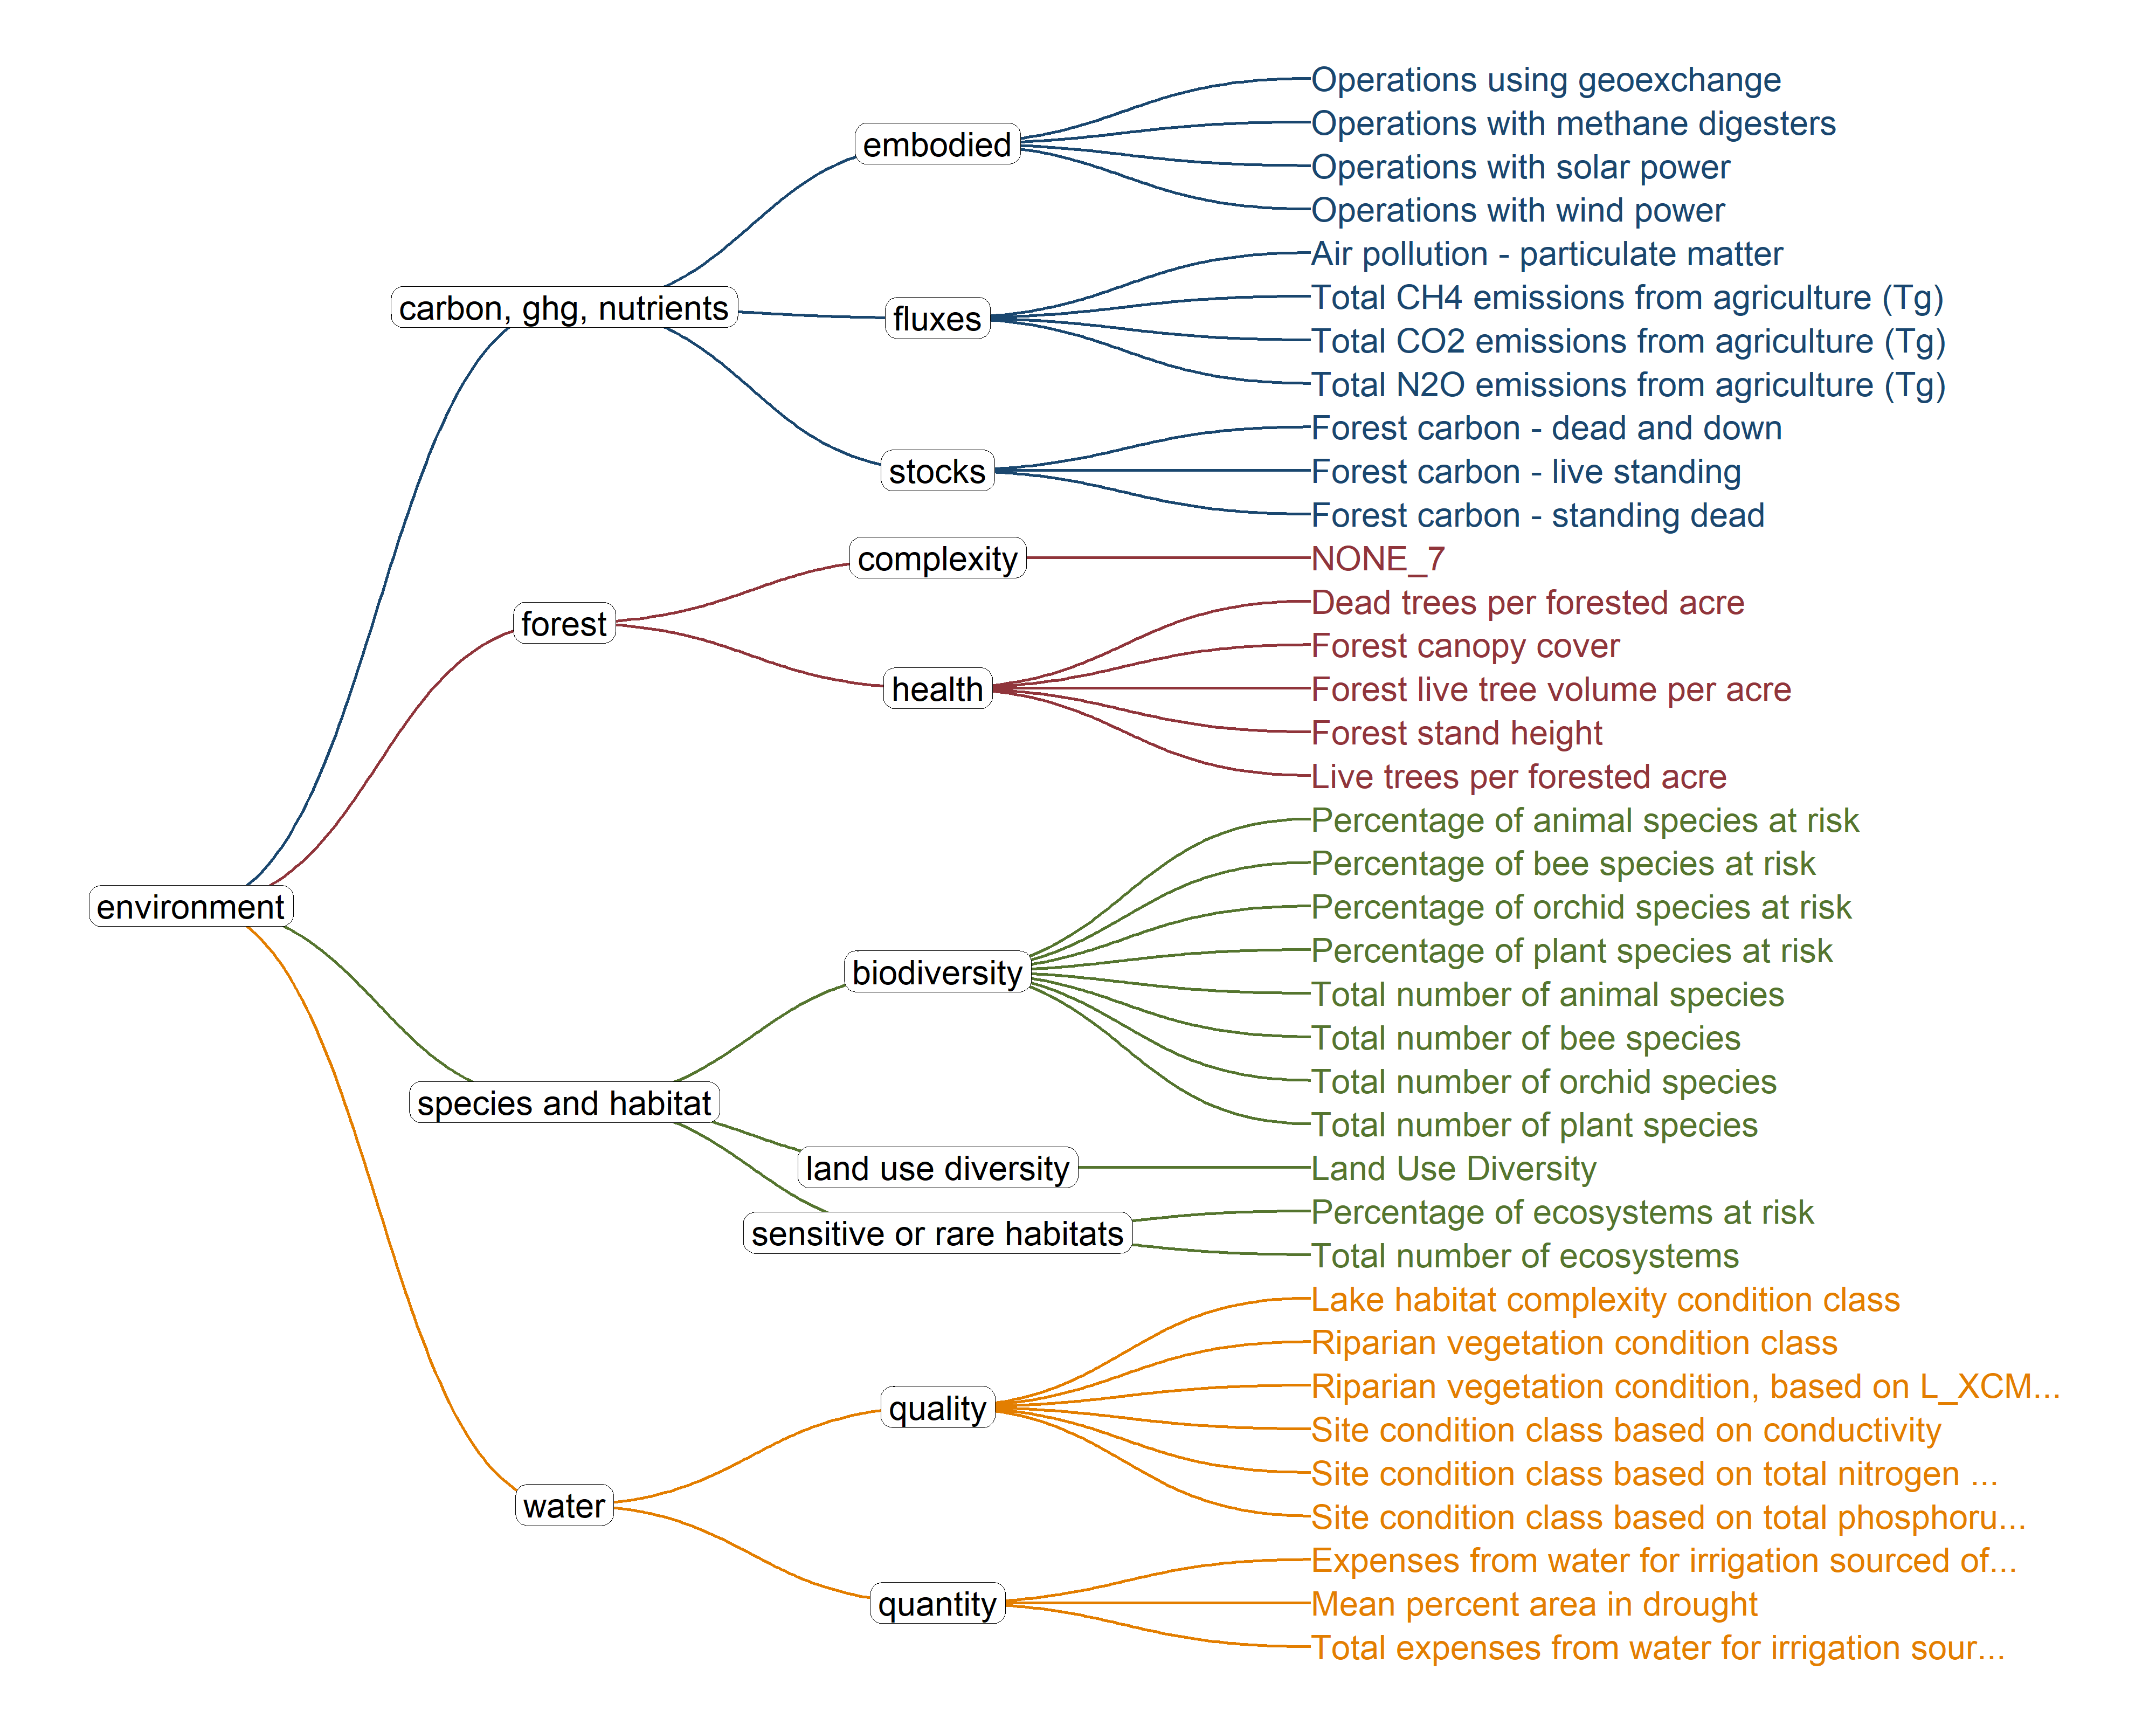 Operations using geoexchange
Operations with methane digesters
embodied
Operations with solar power
Operations with wind power
Air pollution - particulate matter
Total CH4 emissions from agriculture (Tg)
carbon, ghg, nutrients
fluxes
Total CO2 emissions from agriculture (Tg)
Total N2O emissions from agriculture (Tg)
Forest carbon - dead and down
stocks
Forest carbon - live standing
Forest carbon - standing dead
complexity
NONE_7
Dead trees per forested acre
forest
Forest canopy cover
health
Forest live tree volume per acre
Forest stand height
Live trees per forested acre
Percentage of animal species at risk
Percentage of bee species at risk
environment
Percentage of orchid species at risk
Percentage of plant species at risk
biodiversity
Total number of animal species
Total number of bee species
Total number of orchid species
species and habitat
Total number of plant species
land use diversity
Land Use Diversity
Percentage of ecosystems at risk
sensitive or rare habitats
Total number of ecosystems
Lake habitat complexity condition class
Riparian vegetation condition class
Riparian vegetation condition, based on L_XCM...
quality
Site condition class based on conductivity
Site condition class based on total nitrogen ...
water
Site condition class based on total phosphoru...
Expenses from water for irrigation sourced of...
quantity
Mean percent area in drought
Total expenses from water for irrigation sour...